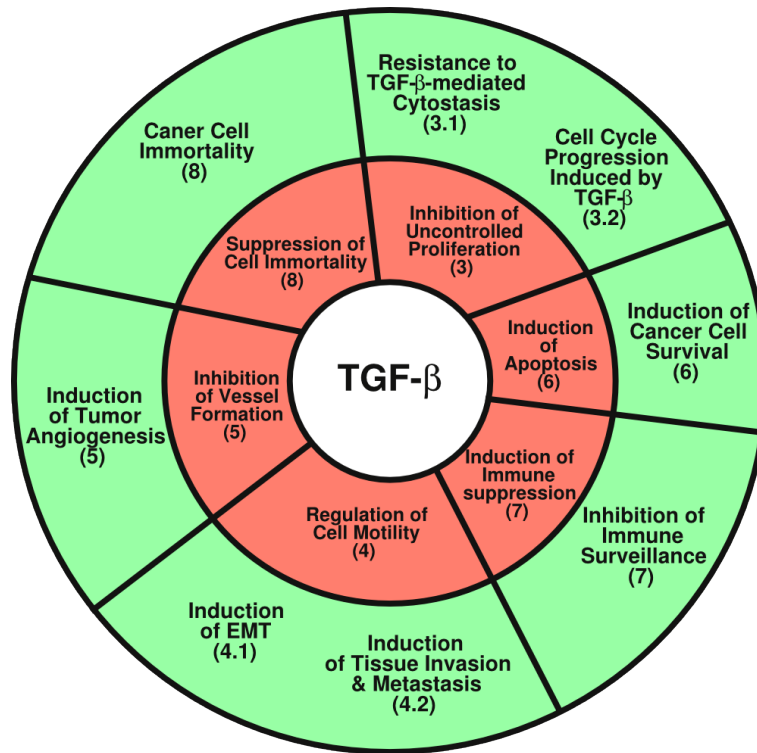 Resistance to
TGF-β-mediated
Cytostasis
(3.1)
Cell Cycle
Progression
Induced by
TGF-β
(3.2)
Caner Cell
Immortality
(8)
Inhibition of
Uncontrolled
Proliferation
(3)
Suppression of
Cell Immortality
(8)
Induction of
Cancer Cell
Survival
(6)
Induction
of
Apoptosis
(6)
TGF-β
Inhibition
of Vessel
Formation
(5)
Induction
of Tumor
Angiogenesis
(5)
Induction of
Immune
suppression
(7)
Inhibition of
Immune
Surveillance
(7)
Regulation of
Cell Motility
(4)
Induction
of EMT
(4.1)
Induction
of Tissue Invasion
& Metastasis
(4.2)